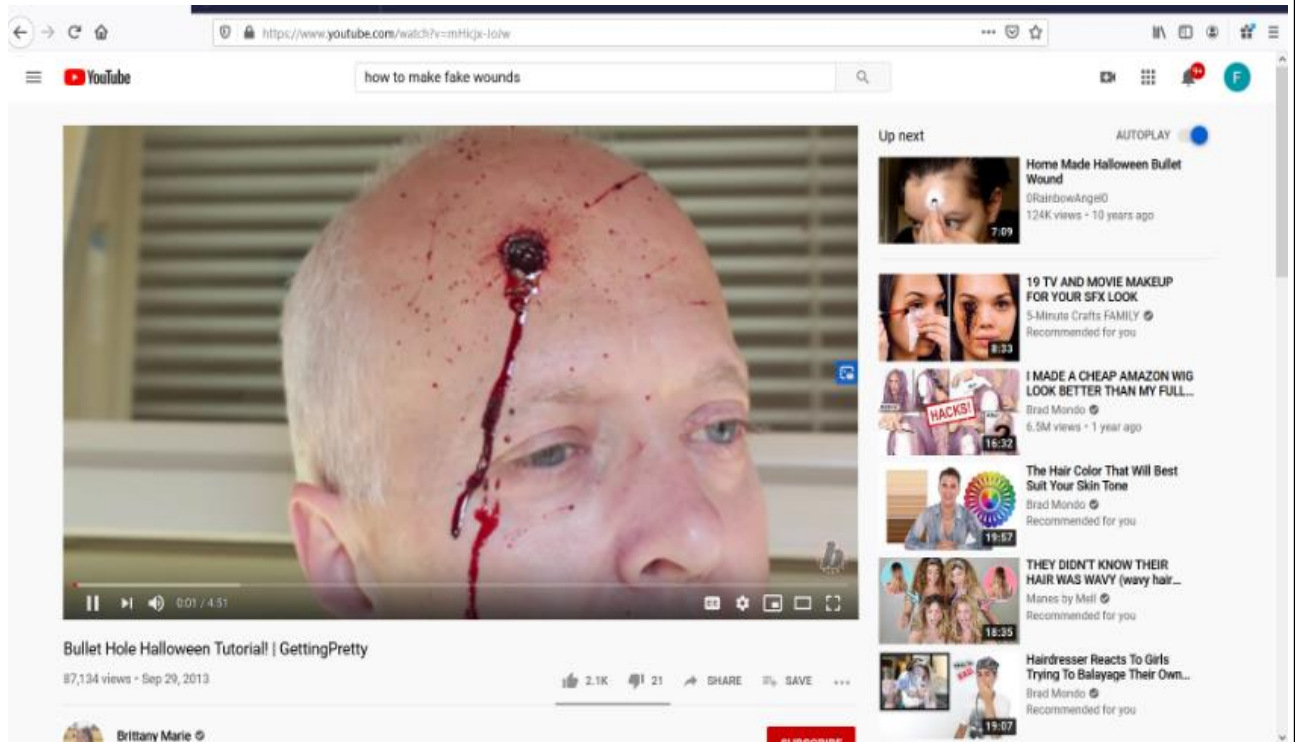 https://www.youtube.com/watch?v=mHicjx-IoJw
YouTube
how to make fake wounds
9+
F
Up next
AUTOPLAY
7:09
Home Made Halloween Bullet
Wound
0RainbowAngel0
124K views • 10 years ago
8:33
19 TV AND MOVIE MAKEUP
FOR YOUR SFX LOOK
5-Minute Crafts FAMILY
Recommended for you
HACKS!
16:32
I MADE A CHEAP AMAZON WIG
LOOK BETTER THAN MY FULL...
Brad Mondo
6.5M views • 1 year ago
19:57
The Hair Color That Will Best
Suit Your Skin Tone
Brad Mondo
Recommended for you
18:35
THEY DIDN'T KNOW THEIR
HAIR WAS WAVY (wavy hair...
Manes by Mell
Recommended for you
19:07
Hairdresser Reacts To Girls
Trying To Balayage Their Own...
Brad Mondo
Recommended for you
b
0:01 / 4:51
CC
Bullet Hole Halloween Tutorial! | GettingPretty
87,134 views • Sep 29, 2013
2.1K
21
SHARE
SAVE
Brittany Marie
SUBSCRIBE